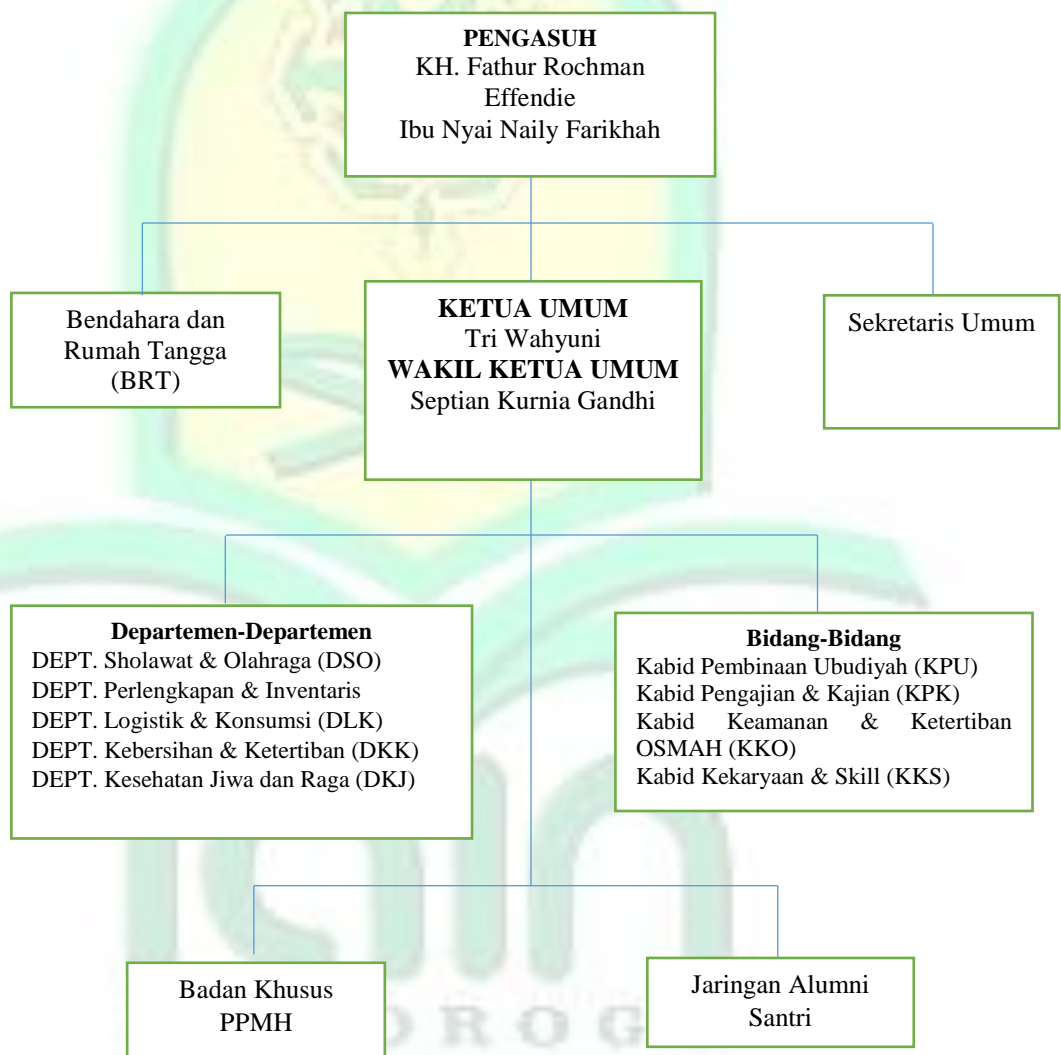 PENGASUH
KH. Fathur Rochman
Effendie
Ibu Nyai Naily Farikhah
Bendahara dan
Rumah Tangga
(BRT)
KETUA UMUM
Tri Wahyuni
WAKIL KETUA UMUM
Septian Kurnia Gandhi
Sekretaris Umum
Departemen-Departemen
DEPT. Sholawat & Olahraga (DSO)
DEPT. Perlengkapan & Inventaris
DEPT. Logistik & Konsumsi (DLK)
DEPT. Kebersihan & Ketertiban (DKK)
DEPT. Kesehatan Jiwa dan Raga (DKJ)
Bidang-Bidang
Kabid Pembinaan Ubudiyah (KPU)
Kabid Pengajian & Kajian (KPK)
Kabid Keamanan & Ketertiban
OSMAH (KKO)
Kabid Kekaryaan & Skill (KKS)
iain
Badan Khusus
PPMH
Jaringan Alumni
Santri